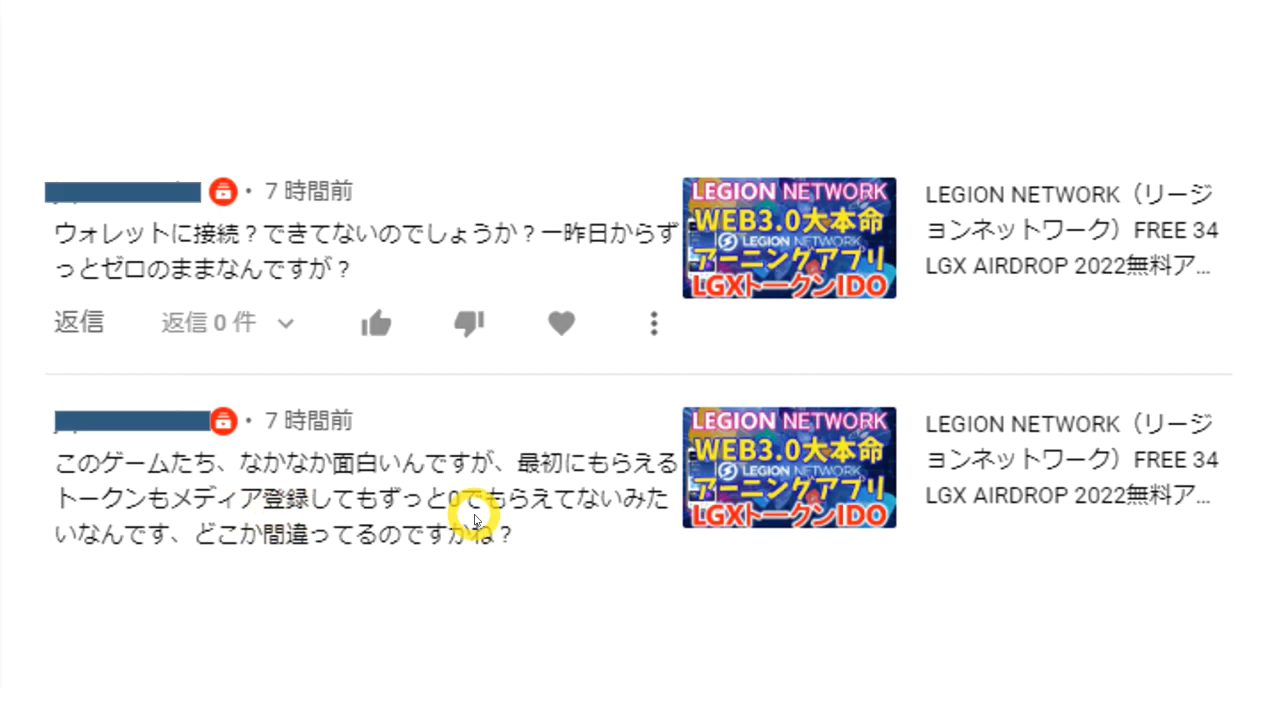 ・ 7 時間前
ウォレットに接続？できてないのでしょうか？一昨日からず
っとゼロのままなんですが？
返信 返信 0 件
LEGION NETWORK
WEB3.0大本命
LEGION NETWORK
アーニングアプリ
LGXトークンIDO
LEGION NETWORK（リージ
ョンネットワーク）FREE 34
LGX AIRDROP 2022無料ア...
・ 7 時間前
このゲームたち、なかなか面白いんですが、最初にもらえる
トークンもメディア登録してもずっと0でもらえてないみた
いなんです、どこか間違ってるのですかね？
LEGION NETWORK
WEB3.0大本命
LEGION NETWORK
アーニングアプリ
LGXトークンIDO
LEGION NETWORK（リージ
ョンネットワーク）FREE 34
LGX AIRDROP 2022無料ア...